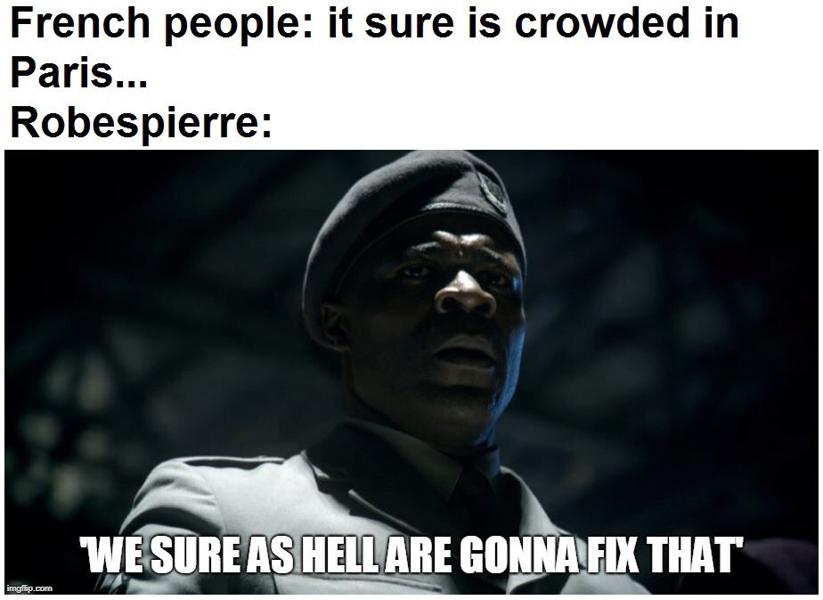 French people: it sure is crowded in
Paris...
Robespierre:
'WE SURE AS HELL ARE GONNA FIX THAT'
imgflip.com